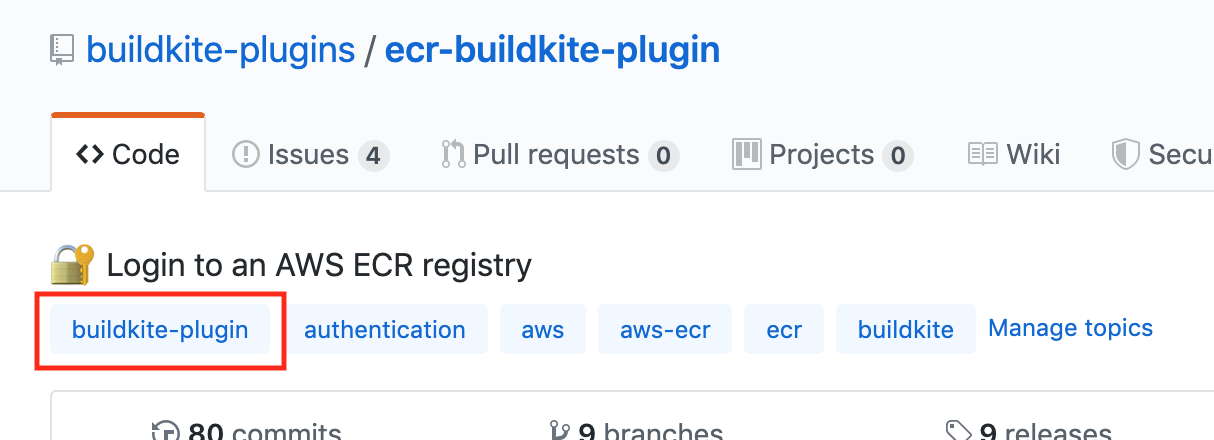 buildkite-plugins / ecr-buildkite-plugin
Code Issues 4 Pull requests 0 Projects 0 Wiki Secu
Login to an AWS ECR registry
buildkite-plugin authentication aws aws-ecr ecr buildkite Manage topics
80 commits 9 branches 9 releases